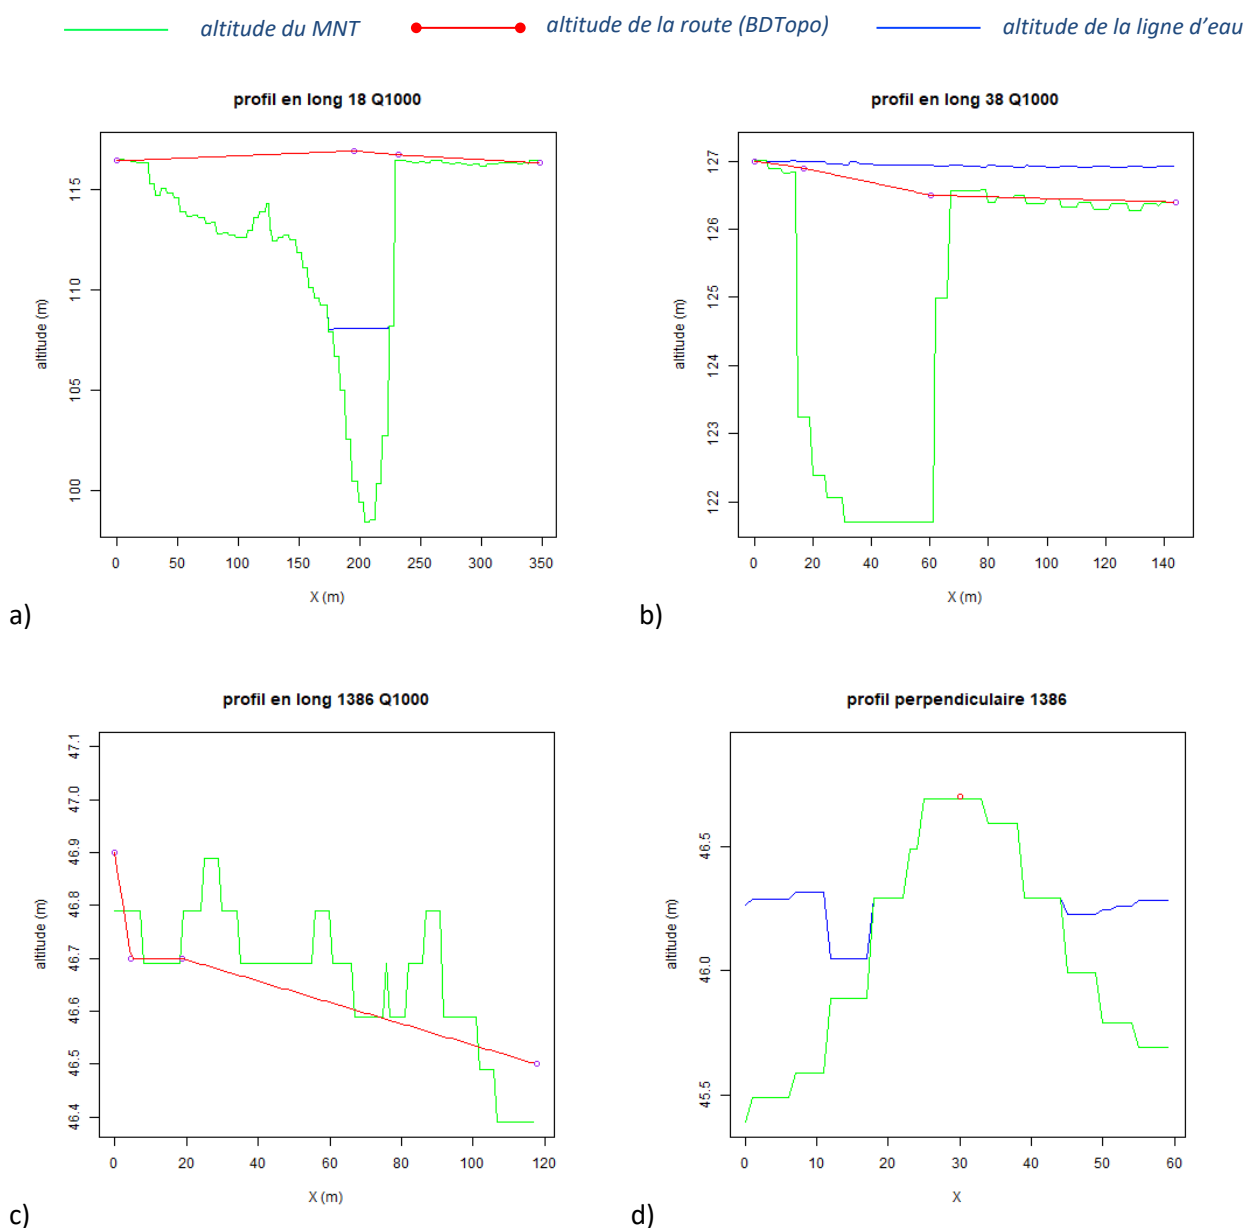 altitude du MNT altitude de la route (BDTopo) altitude de la ligne d’eau
profil en long 18 Q1000
altitude (m)
115
110
105
100
0 50 100 150 200 250 300 350
X (m)
a)
profil en long 38 Q1000
altitude (m)
127
126
125
124
123
122
0 20 40 60 80 100 120 140
X (m)
b)
profil en long 1386 Q1000
altitude (m)
47.1
47.0
46.9
46.8
46.7
46.6
46.5
46.4
0 20 40 60 80 100 120
X (m)
c)
profil perpendiculaire 1386
altitude (m)
46.5
46.0
45.5
0 10 20 30 40 50 60
X
d)